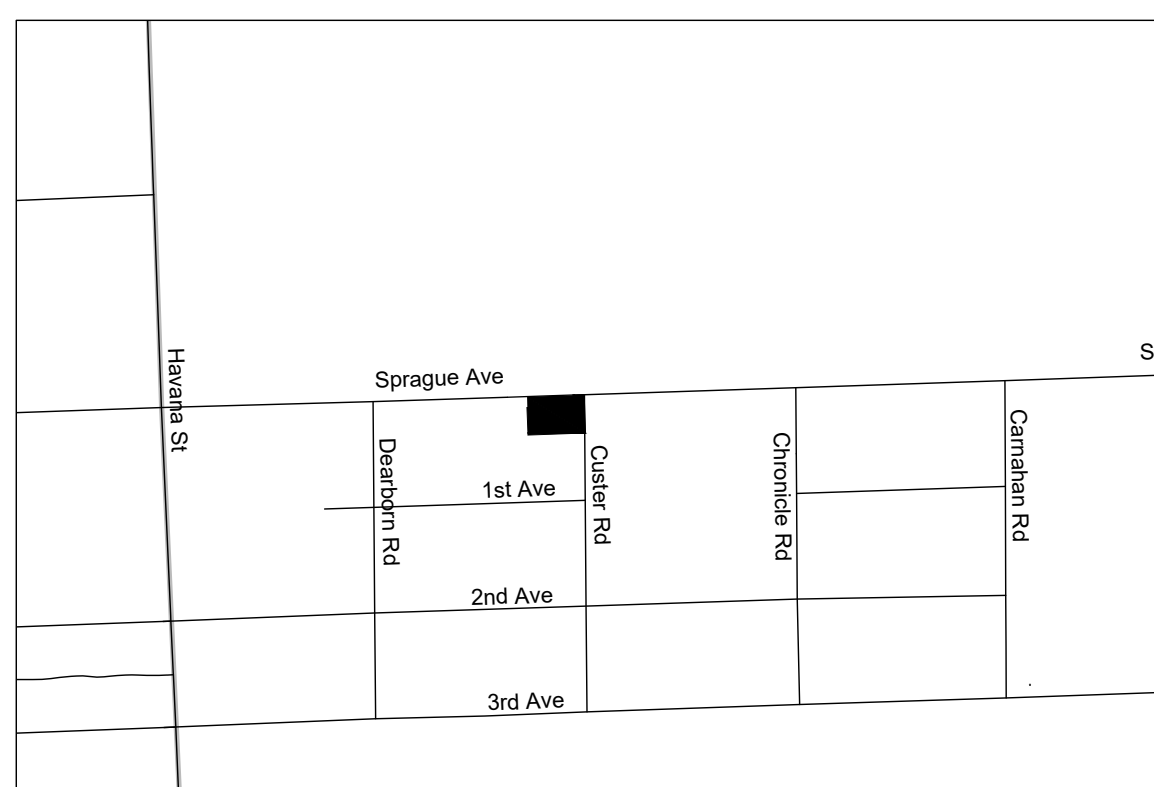 S
Havana St
Sprague Ave
Dearborn Rd
Custer Rd
Chronicle Rd
Carnahan Rd
1st Ave
2nd Ave
3rd Ave